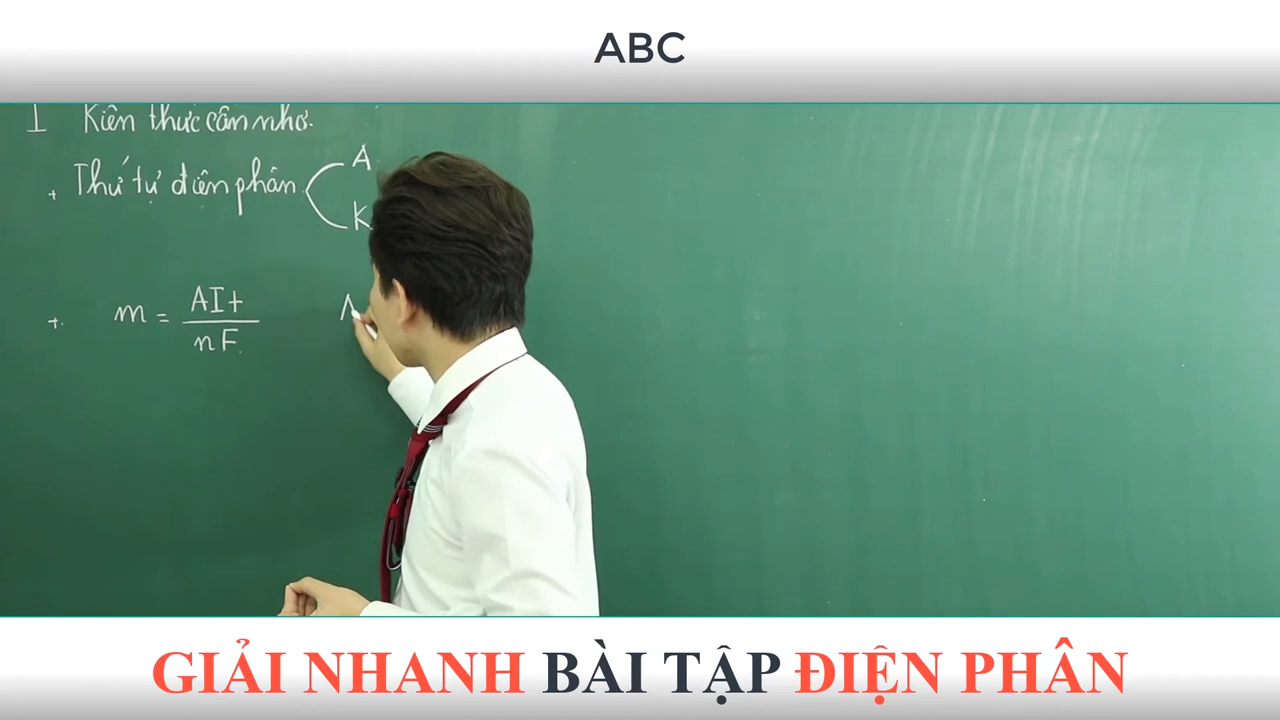 ABC
I Kiến thức cần nhớ.
+ Thứ tự điện phân A
K
+ m = AIt
nF
GIẢI NHANH BÀI TẬP ĐIỆN PHÂN